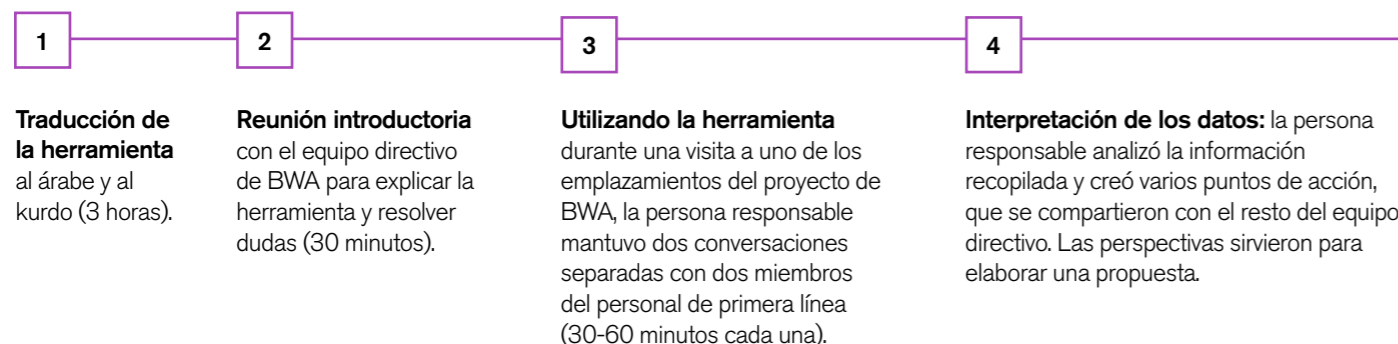 1
2
3
4
Traducción de
la herramienta
al árabe y al
kurdo (3 horas).
Reunión introductoria
con el equipo directivo
de BWA para explicar la
herramienta y resolver
dudas (30 minutos).
Utilizando la herramienta
durante una visita a uno de los
emplazamientos del proyecto de
BWA, la persona responsable
mantuvo dos conversaciones
separadas con dos miembros
del personal de primera línea
(30-60 minutos cada una).
Interpretación de los datos: la persona
responsable analizó la información
recopilada y creó varios puntos de acción,
que se compartieron con el resto del equipo
directivo. Las perspectivas sirvieron para
elaborar una propuesta.